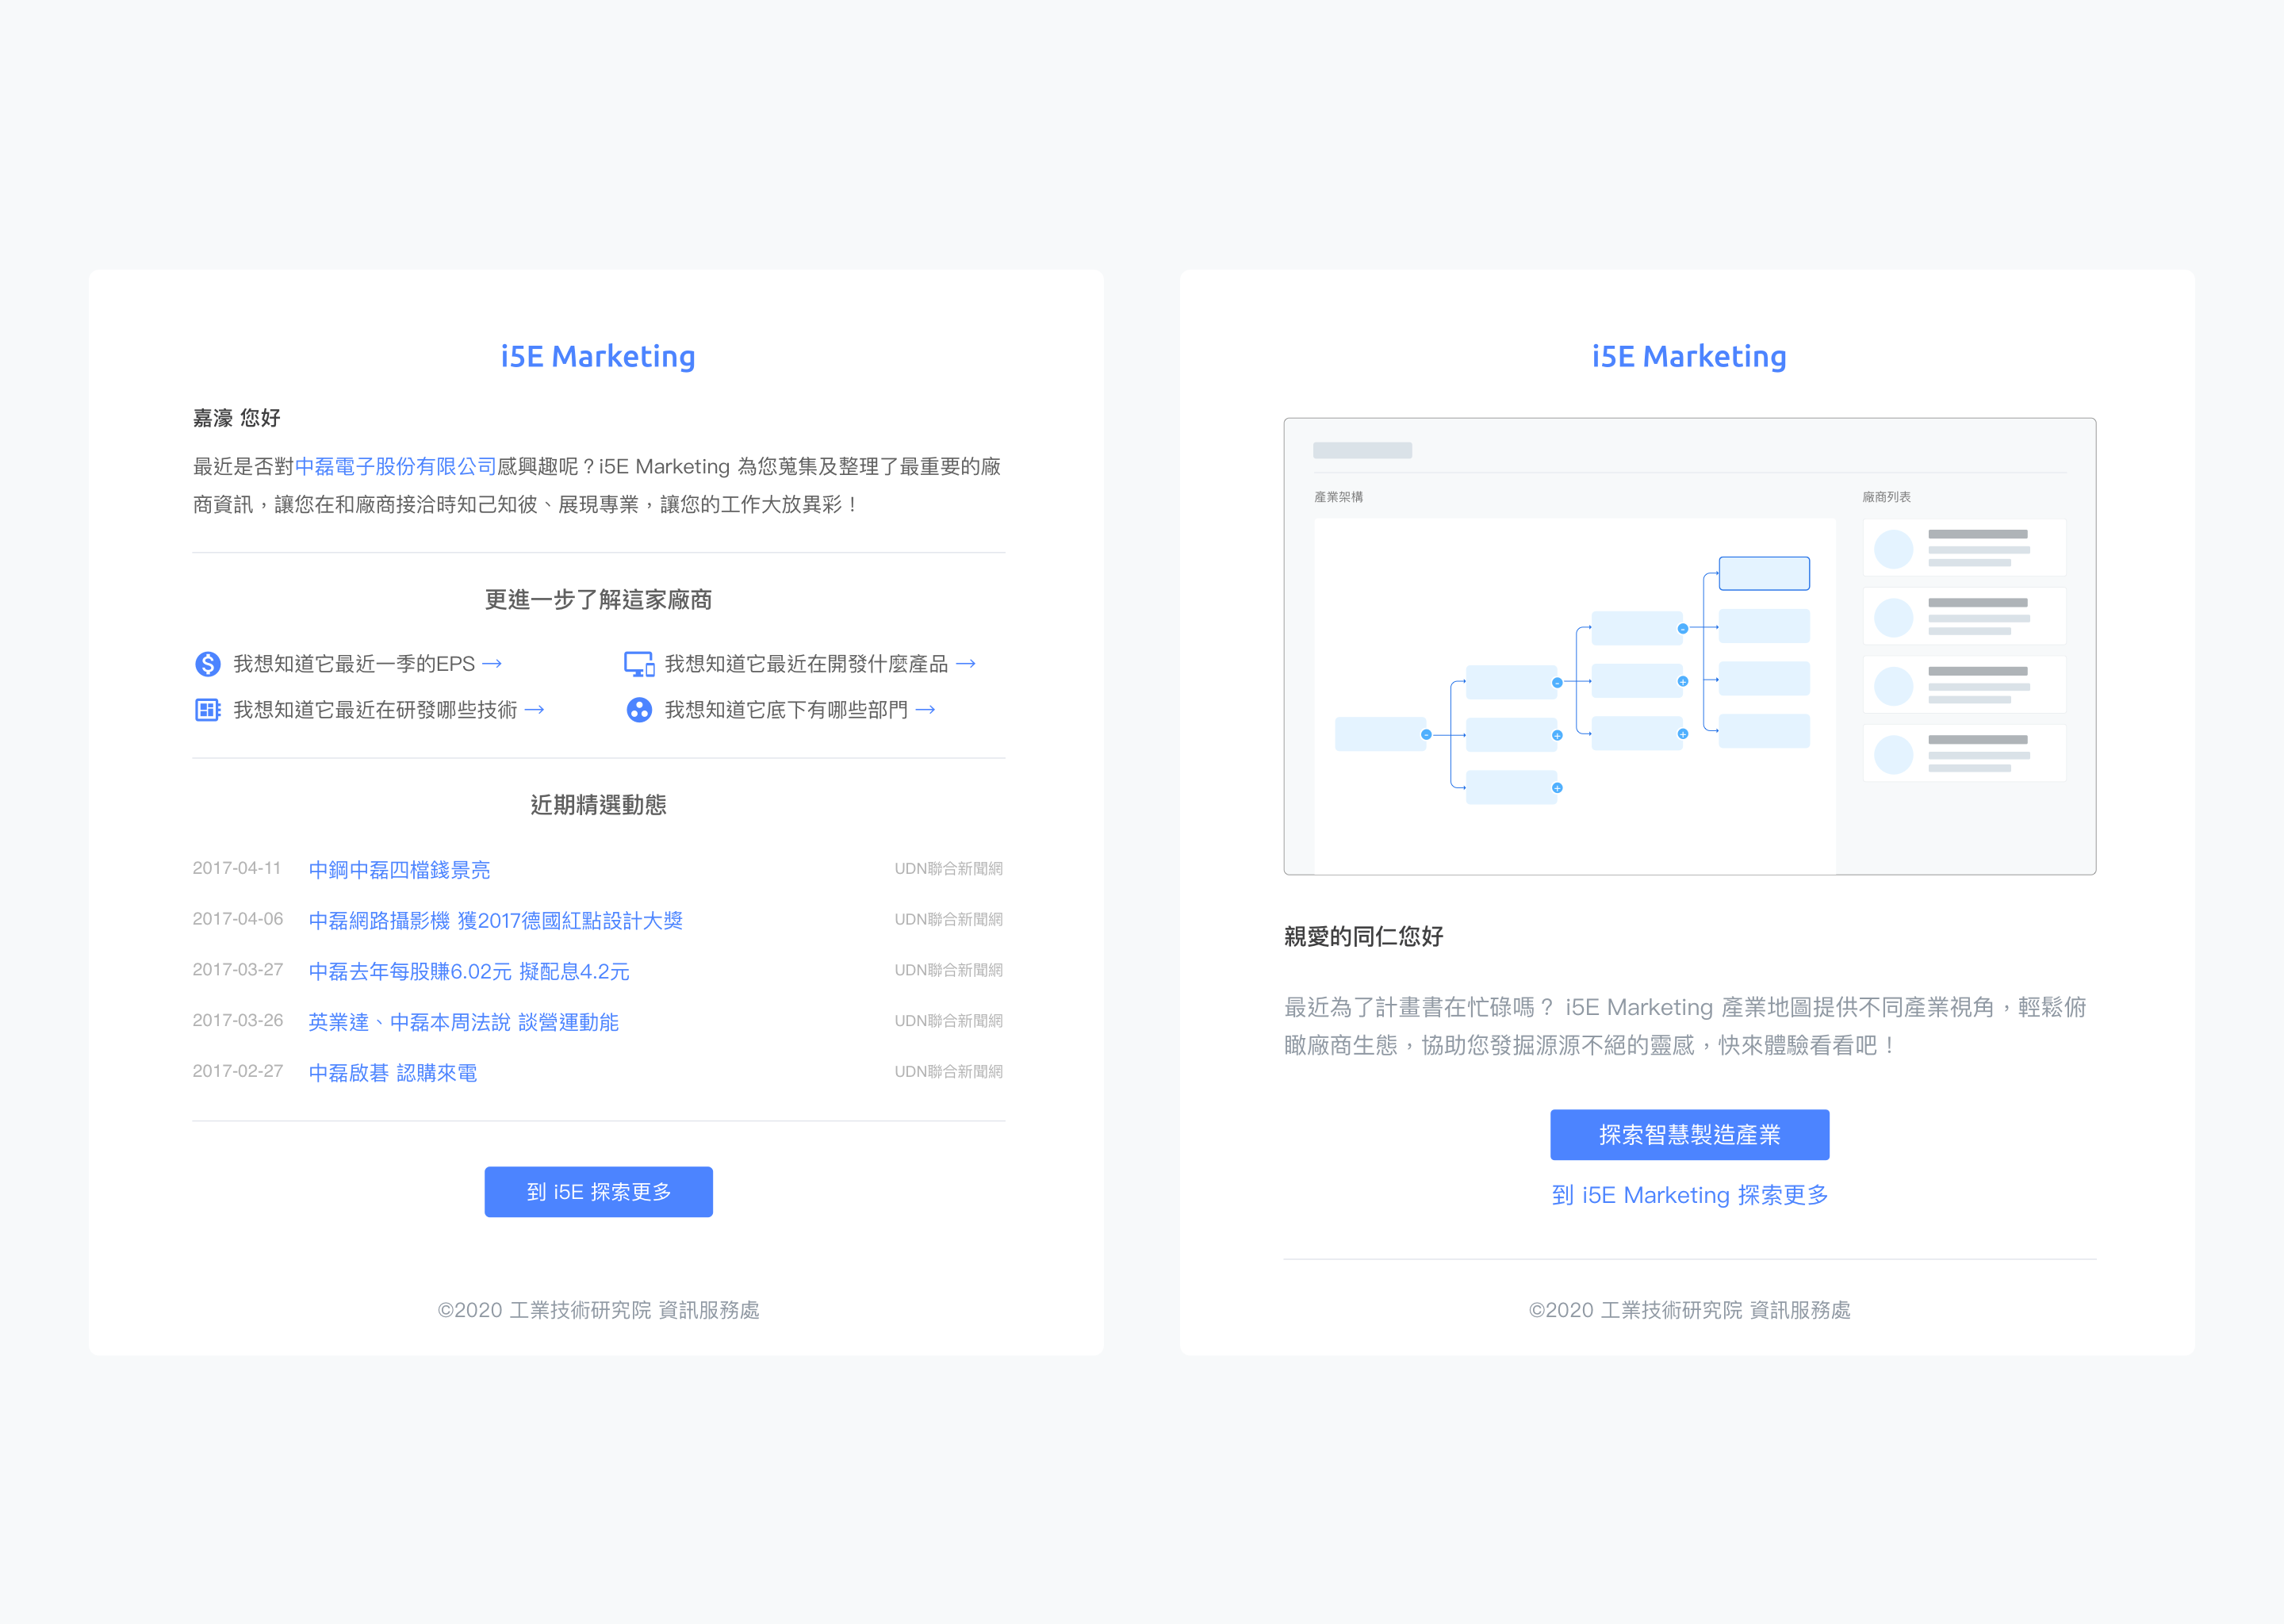 i5E Marketing
嘉濠 您好
最近是否對中磊電子股份有限公司感興趣呢？i5E Marketing 為您蒐集及整理了最重要的廠
商資訊，讓您在和廠商接洽時知己知彼、展現專業，讓您的工作大放異彩！
更進一步了解這家廠商
我想知道它最近一季的EPS →
我想知道它最近在開發什麼產品 →
我想知道它最近在研發哪些技術 →
我想知道它底下有哪些部門 →
近期精選動態
2017-04-11 中鋼中磊四檔錢景亮 UDN聯合新聞網
2017-04-06 中磊網路攝影機 獲2017德國紅點設計大獎 UDN聯合新聞網
2017-03-27 中磊去年每股賺6.02元 擬配息4.2元 UDN聯合新聞網
2017-03-26 英業達、中磊本周法說 談營運動能 UDN聯合新聞網
2017-02-27 中磊啟碁 認購來電 UDN聯合新聞網
到 i5E 探索更多
©2020 工業技術研究院 資訊服務處
i5E Marketing
產業架構
廠商列表
親愛的同仁您好
最近為了計畫書在忙碌嗎？ i5E Marketing 產業地圖提供不同產業視角，輕鬆俯
瞰廠商生態，協助您發掘源源不絕的靈感，快來體驗看看吧！
探索智慧製造產業
到 i5E Marketing 探索更多
©2020 工業技術研究院 資訊服務處